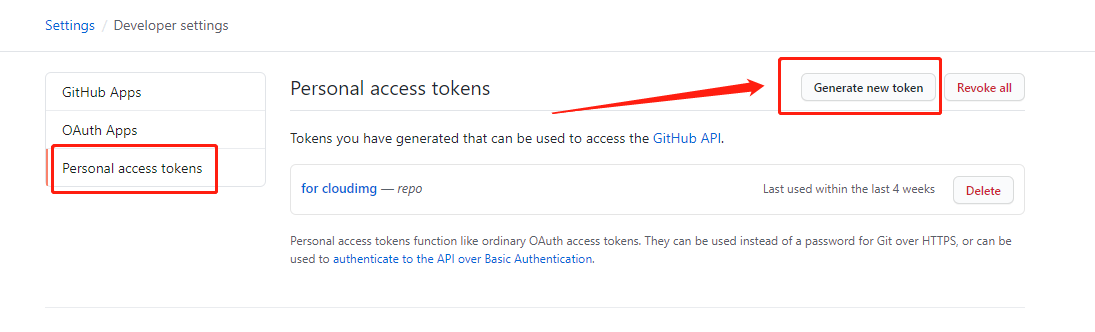 Settings / Developer settings
GitHub Apps
OAuth Apps
Personal access tokens
Personal access tokens
Generate new token
Revoke all
Tokens you have generated that can be used to access the GitHub API.
for cloudimg — repo
Last used within the last 4 weeks
Delete
Personal access tokens function like ordinary OAuth access tokens. They can be used instead of a password for Git over HTTPS, or can be
used to authenticate to the API over Basic Authentication.